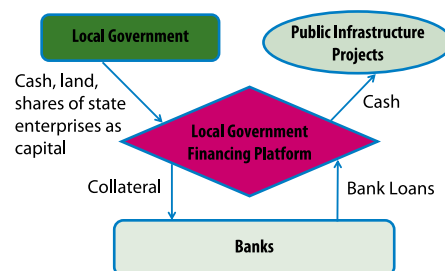 Local Government
Public Infrastructure
Projects
Cash, land,
shares of state
enterprises as
capital
Cash
Local Government
Financing Platform
Collateral
Bank Loans
Banks